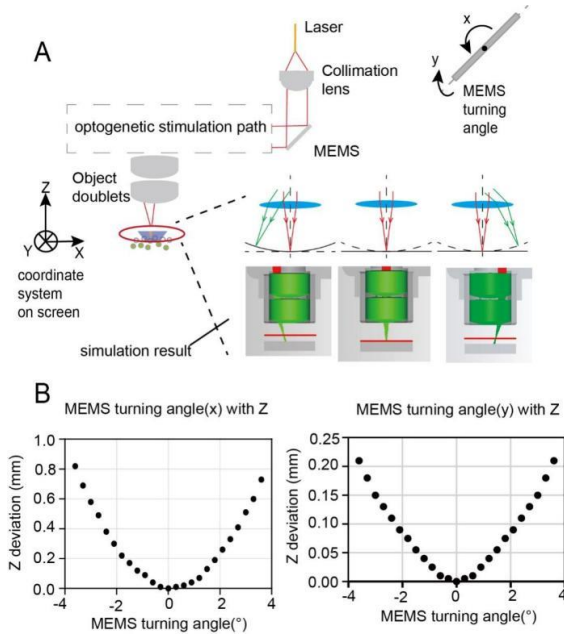 A
Laser
Collimation
lens
x
y
MEMS
turning
angle
optogenetic stimulation path
MEMS
Object
doublets
Z
Y
X
coordinate
system
on screen
simulation result
B
MEMS turning angle(x) with Z
MEMS turning angle(y) with Z
Z deviation (mm)
1.0
0.8
0.6
0.4
0.2
0.0
-4
-2
0
2
4
MEMS turning angle(°)
Z deviation (mm)
0.25
0.20
0.15
0.10
0.05
0.00
-4
-2
0
2
4
MEMS turning angle(°)